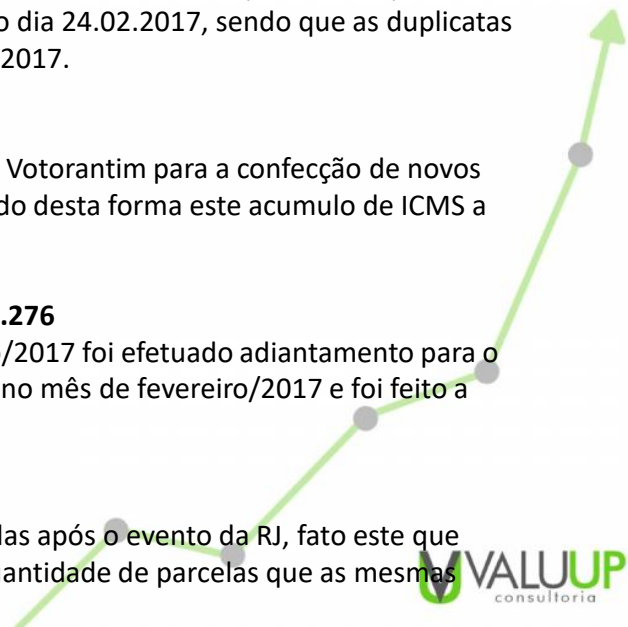 o dia 24.02.2017, sendo que as duplicatas
2017.
Votorantim para a confecção de novos
do desta forma este acumulo de ICMS a
.276
/2017 foi efetuado adiantamento para o
no mês de fevereiro/2017 e foi feito a
das após o evento da RJ, fato este que
uantidade de parcelas que as mesmas
VALUUP
consultoria